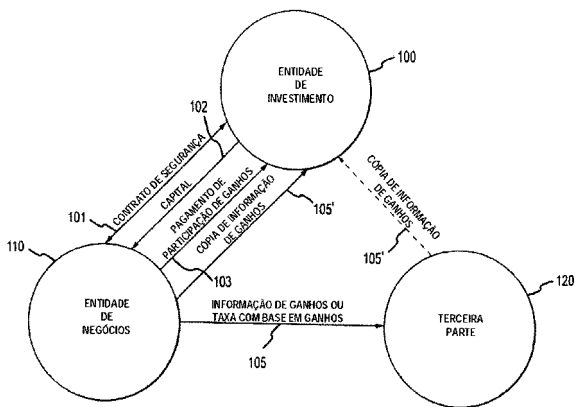 ENTIDADE
DE
INVESTIMENTO
100
102
CONTRATO DE SEGURANÇA
CAPITAL
PAGAMENTO DE
PARTICIPAÇÃO DE GANHOS
CÓPIA DE INFORMAÇÃO
DE GANHOS
105'
CÓPIA DE INFORMAÇÃO
DE GANHOS
105'
101
103
110
ENTIDADE
DE
NEGÓCIOS
INFORMAÇÃO DE GANHOS OU
TAXA COM BASE EM GANHOS
105
TERCEIRA
PARTE
120